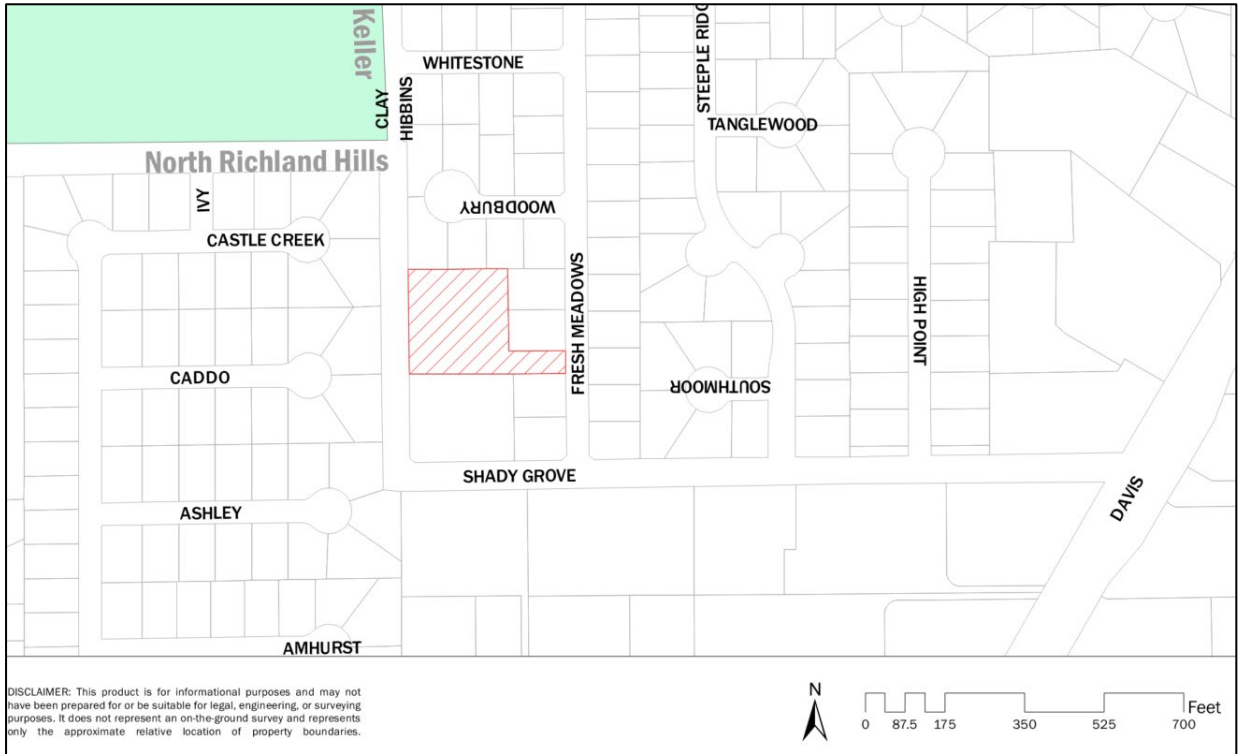 Keller
WHITESTONE
STEEPLE RIDG
CLAY
HIBBINS
TANGLEWOOD
North Richland Hills
IVY
WOODBURY
CASTLE CREEK
FRESH MEADOWS
HIGH POINT
CADDO
SOUTHMOOR
SHADY GROVE
DAVIS
ASHLEY
AMHURST
DISCLAIMER: This product is for informational purposes and may not
have been prepared for or be suitable for legal, engineering, or surveying
purposes. It does not represent an on-the-ground survey and represents
only the approximate relative location of property boundaries.
N
Feet
0 87.5 175 350 525 700